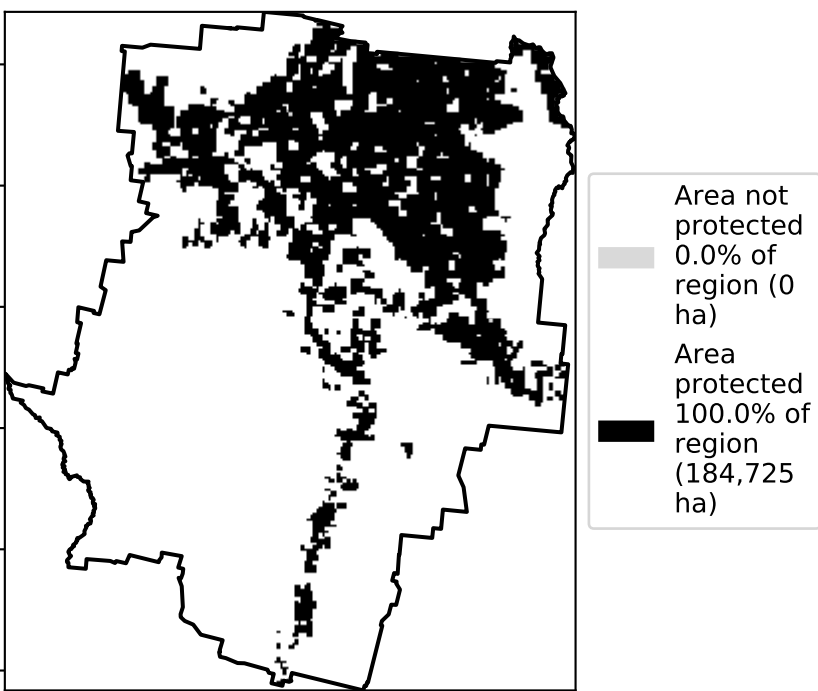 Area not
protected
0.0% of
region (0
ha)
Area
protected
100.0% of
region
(184,725
ha)